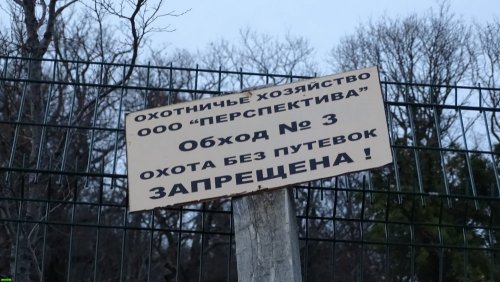 ОХОТНИЧЬЕ ХОЗЯЙСТВО
ООО "ПЕРСПЕКТИВА"
Обход № 3
ОХОТА БЕЗ ПУТЕВОК
ЗАПРЕЩЕНА !